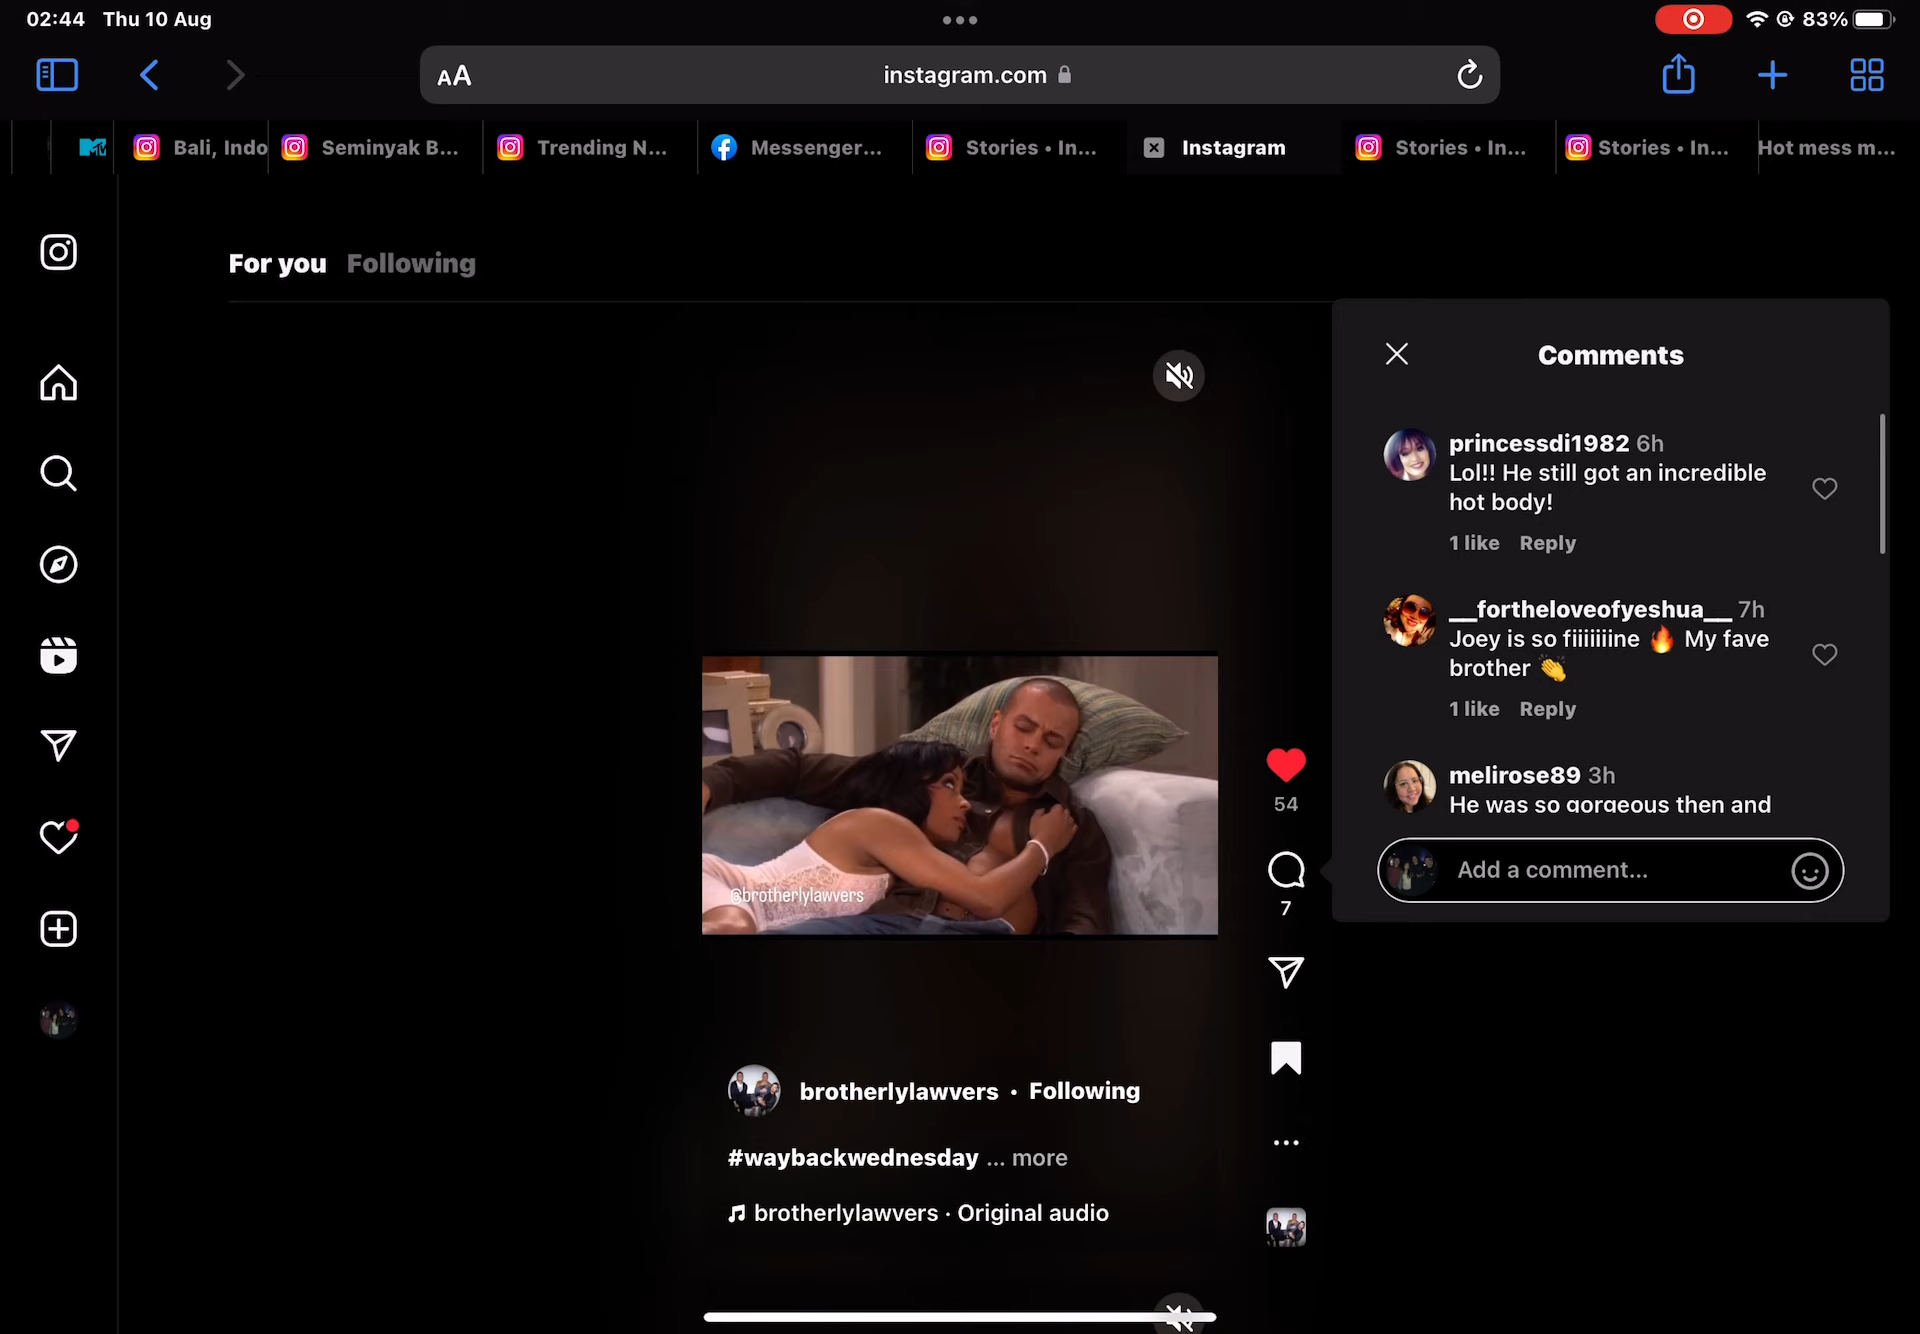 02:44 Thu 10 Aug
83%
AA
instagram.com
Bali, Indo
Seminyak B...
Trending N...
Messenger...
Stories • In...
Instagram
Stories • In...
Stories • In...
Hot mess m...
For you Following
Comments
princessdi1982 6h
Lol!! He still got an incredible
hot body!
1 like Reply
__fortheloveofyeshua__ 7h
Joey is so fiiiiiiine 🔥 My fave
brother 👏
1 like Reply
melirose89 3h
He was so gorgeous then and
Add a comment...
@brotherlylawvers
54
7
brotherlylawvers • Following
#waybackwednesday ... more
brotherlylawvers · Original audio